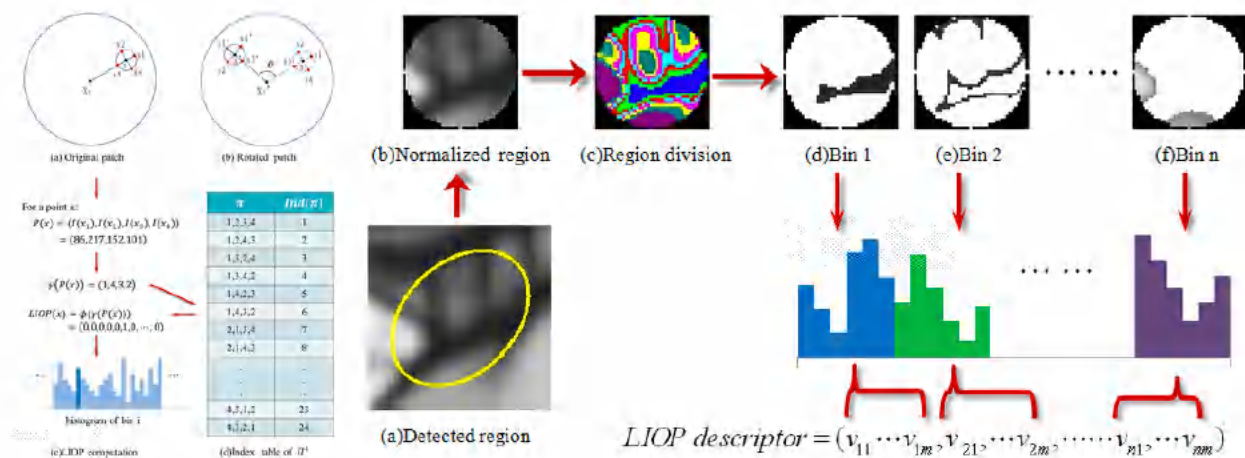 (a) Original patch
(b) Rotated patch
For a point x:
P(x) = (I(x₁), I(x₂), I(x₃), I(x₄))
= (86,217,152,101)
γ(P(x)) = (1,4,3,2)
LIOP(x) = ϕ(γ(P(x)))
= (0,0,0,0,0,1,0, ⋯, 0)
histogram of bin i
(c)LIOP computation
π Ind(π)
1,2,3,4 1
1,2,4,3 2
1,3,2,4 3
1,3,4,2 4
1,4,2,3 5
1,4,3,2 6
2,1,3,4 7
2,1,4,3 8
4,3,1,2 23
4,3,2,1 24
(d)Index table of
(b)Normalized region
(c)Region division
(d)Bin 1
(e)Bin 2
(f)Bin n
(a)Detected region
LIOP descriptor = (v₁₁ ⋯ v₁ₘ, v₂₁, ⋯ v₂ₘ, ⋯⋯ vₙ₁, ⋯ vₙₘ)